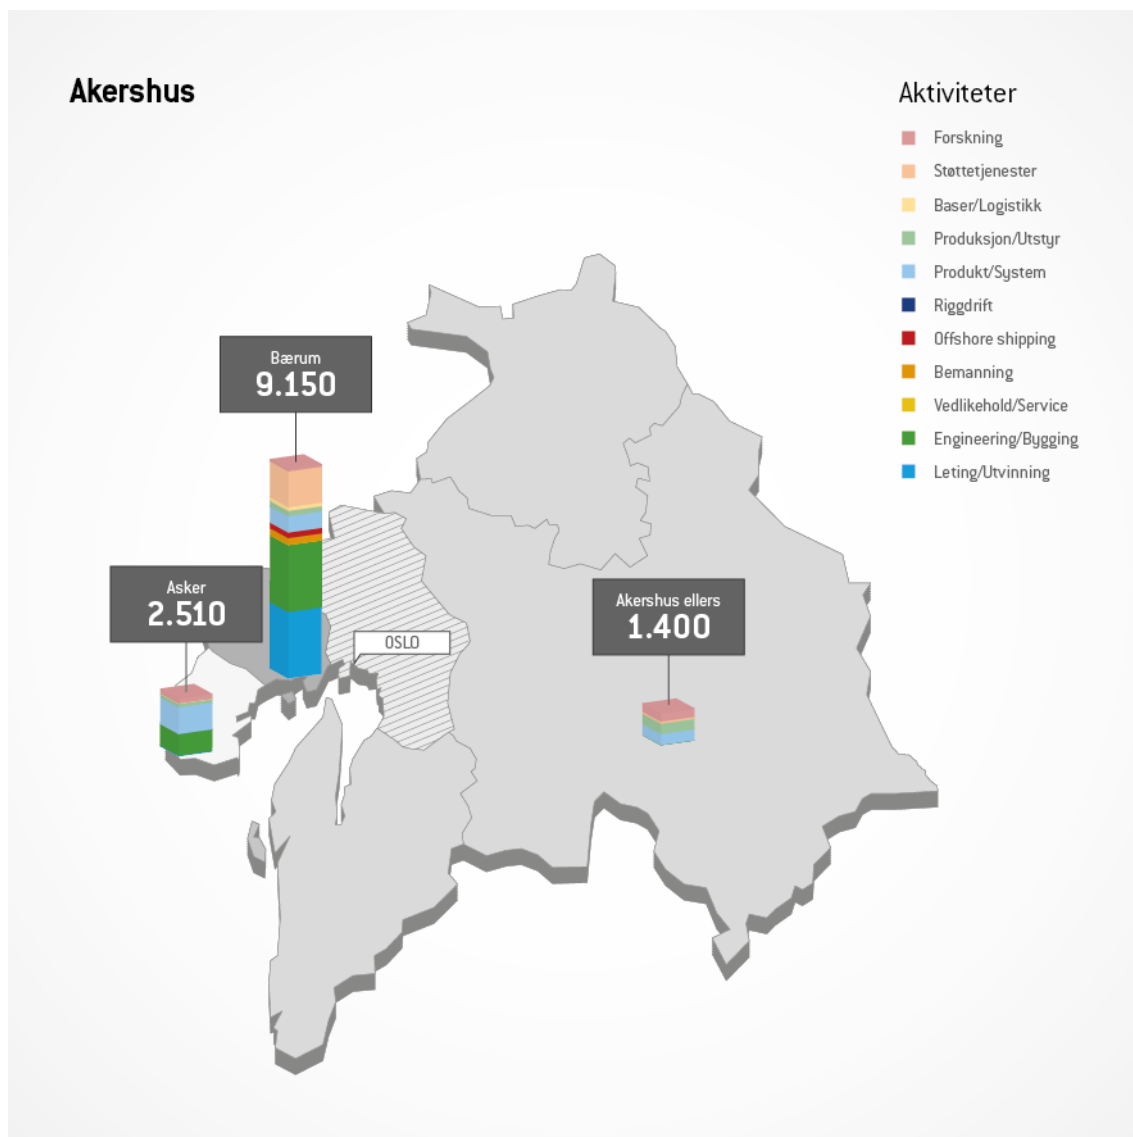 Akershus
Aktiviteter
Forskning
Støttetjenester
Baser/Logistikk
Produksjon/Utstyr
Produkt/System
Riggdrift
Offshore shipping
Bemanning
Vedlikehold/Service
Engineering/Bygging
Leting/Utvinning
Bærum
9.150
Asker
2.510
OSLO
Akershus ellers
1.400